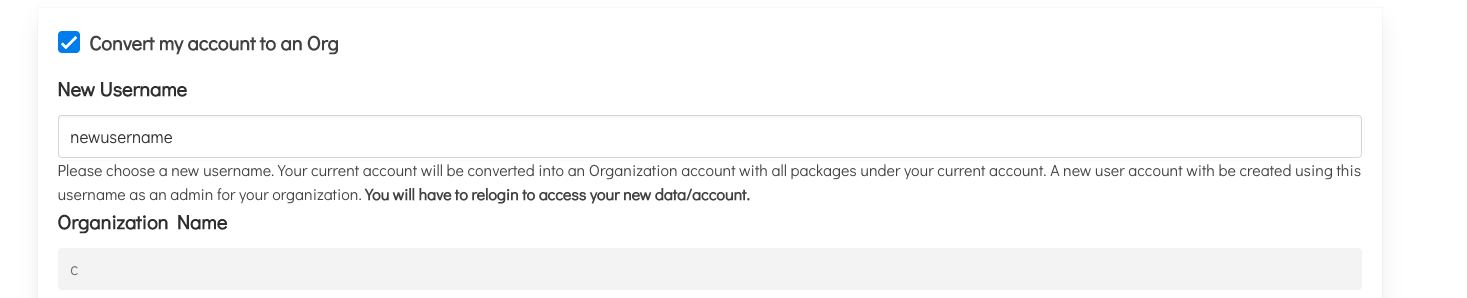 Convert my account to an Org
New Username
newusername
Please choose a new username. Your current account will be converted into an Organization account with all packages under your current account. A new user account with be created using this
username as an admin for your organization. You will have to relogin to access your new data/account.
Organization Name
c